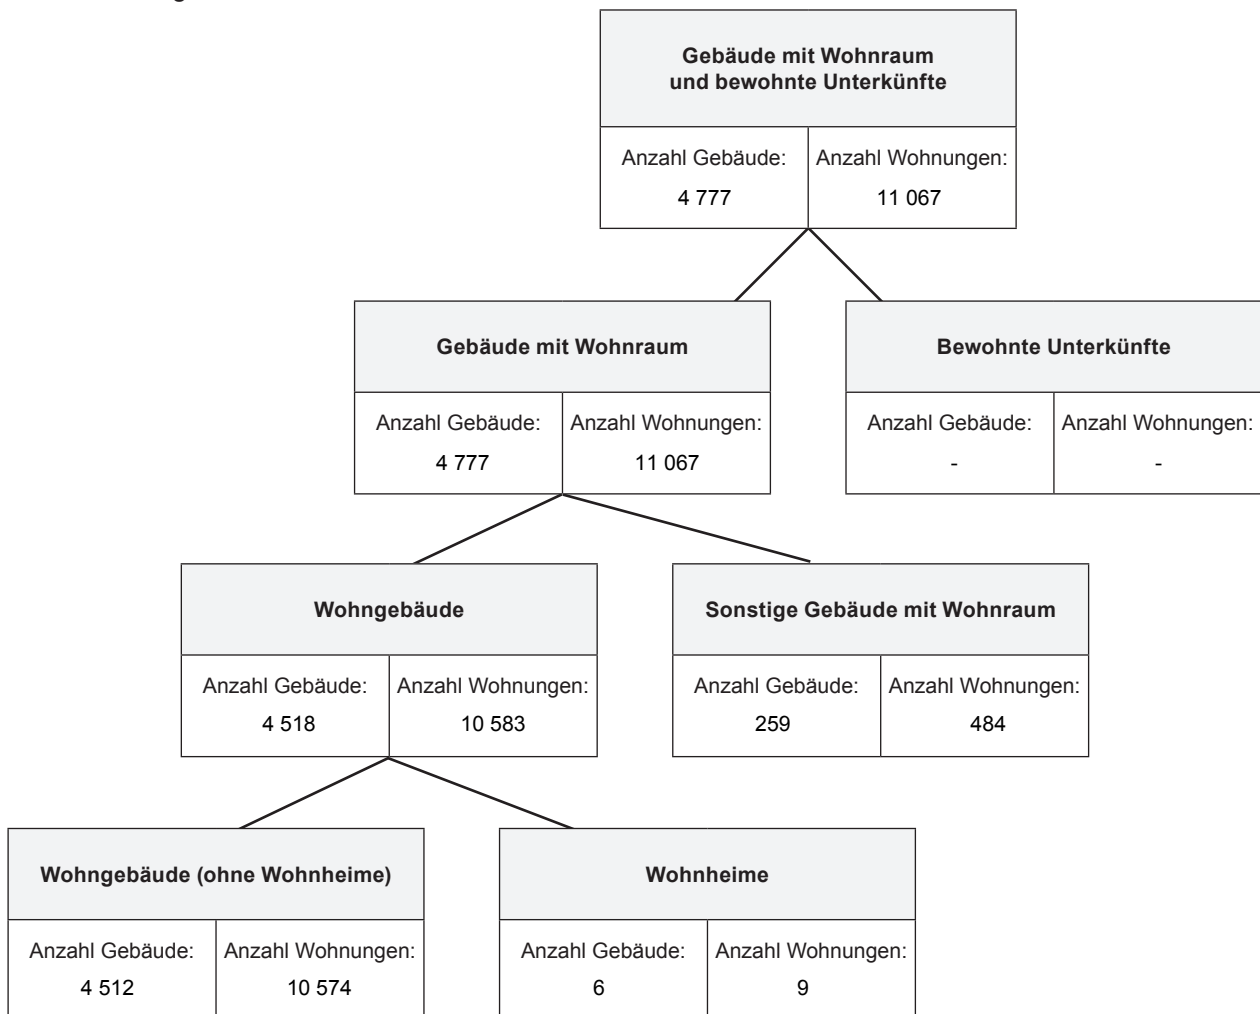 Gebäude mit Wohnraum
und bewohnte Unterkünfte
Anzahl Gebäude: Anzahl Wohnungen:
4 777 11 067
Gebäude mit Wohnraum Bewohnte Unterkünfte
Anzahl Gebäude: Anzahl Wohnungen: Anzahl Gebäude: Anzahl Wohnungen:
4 777 11 067 - -
Wohngebäude Sonstige Gebäude mit Wohnraum
Anzahl Gebäude: Anzahl Wohnungen: Anzahl Gebäude: Anzahl Wohnungen:
4 518 10 583 259 484
Wohngebäude (ohne Wohnheime) Wohnheime
Anzahl Gebäude: Anzahl Wohnungen: Anzahl Gebäude: Anzahl Wohnungen:
4 512 10 574 6 9